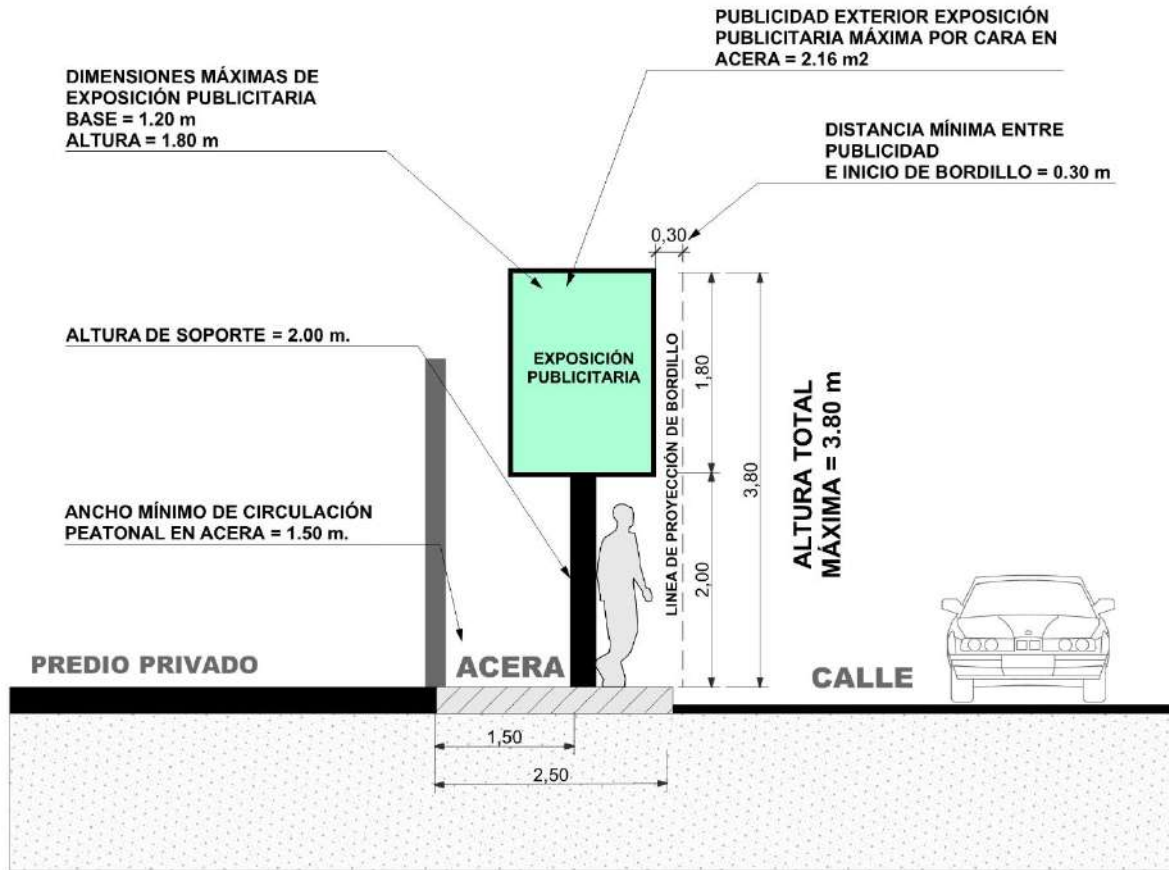 PUBLICIDAD EXTERIOR EXPOSICIÓN
PUBLICITARIA MÁXIMA POR CARA EN
ACERA = 2.16 m2
DIMENSIONES MÁXIMAS DE
EXPOSICIÓN PUBLICITARIA
BASE = 1.20 m
ALTURA = 1.80 m
DISTANCIA MÍNIMA ENTRE
PUBLICIDAD
E INICIO DE BORDILLO = 0.30 m
0,30
ALTURA DE SOPORTE = 2.00 m.
EXPOSICIÓN
PUBLICITARIA
LINEA DE PROYECCIÓN DE BORDILLO
1,80
2,00
3,80
ALTURA TOTAL
MÁXIMA = 3.80 m
ANCHO MÍNIMO DE CIRCULACIÓN
PEATONAL EN ACERA = 1.50 m.
PREDIO PRIVADO
ACERA
CALLE
1,50
2,50